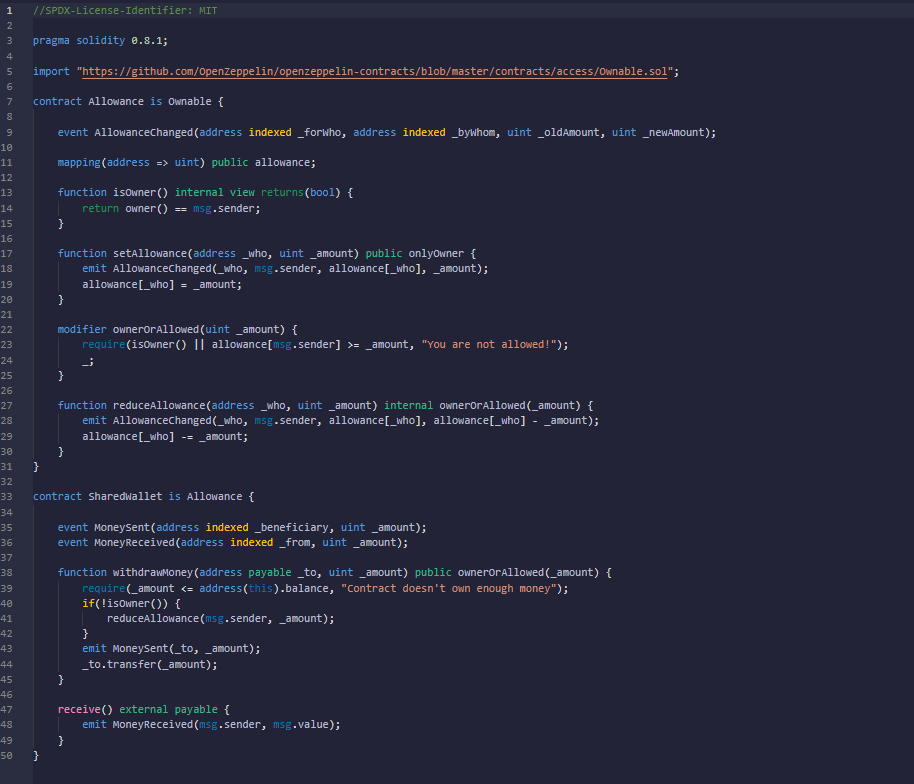 1 //SPDX-License-Identifier: MIT
2
3 pragma solidity 0.8.1;
4
5 import "https://github.com/OpenZeppelin/openzeppelin-contracts/blob/master/contracts/access/Ownable.sol";
6
7 contract Allowance is Ownable {
8
9     event AllowanceChanged(address indexed _forWho, address indexed _byWhom, uint _oldAmount, uint _newAmount);
10
11     mapping(address => uint) public allowance;
12
13     function isOwner() internal view returns(bool) {
14         return owner() == msg.sender;
15     }
16
17     function setAllowance(address _who, uint _amount) public onlyOwner {
18         emit AllowanceChanged(_who, msg.sender, allowance[_who], _amount);
19         allowance[_who] = _amount;
20     }
21
22     modifier ownerOrAllowed(uint _amount) {
23         require(isOwner() || allowance[msg.sender] >= _amount, "You are not allowed!");
24         _;
25     }
26
27     function reduceAllowance(address _who, uint _amount) internal ownerOrAllowed(_amount) {
28         emit AllowanceChanged(_who, msg.sender, allowance[_who], allowance[_who] - _amount);
29         allowance[_who] -= _amount;
30     }
31 }
32
33 contract SharedWallet is Allowance {
34
35     event MoneySent(address indexed _beneficiary, uint _amount);
36     event MoneyReceived(address indexed _from, uint _amount);
37
38     function withdrawMoney(address payable _to, uint _amount) public ownerOrAllowed(_amount) {
39         require(_amount <= address(this).balance, "Contract doesn't own enough money");
40         if(!isOwner()) {
41             reduceAllowance(msg.sender, _amount);
42         }
43         emit MoneySent(_to, _amount);
44         _to.transfer(_amount);
45     }
46
47     receive() external payable {
48         emit MoneyReceived(msg.sender, msg.value);
49     }
50 }